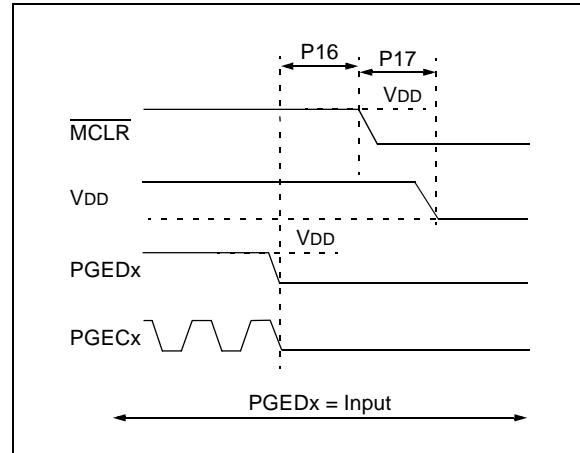 P16 P17
VDD
MCLR
VDD
VDD
PGEDx
PGECx
PGEDx = Input